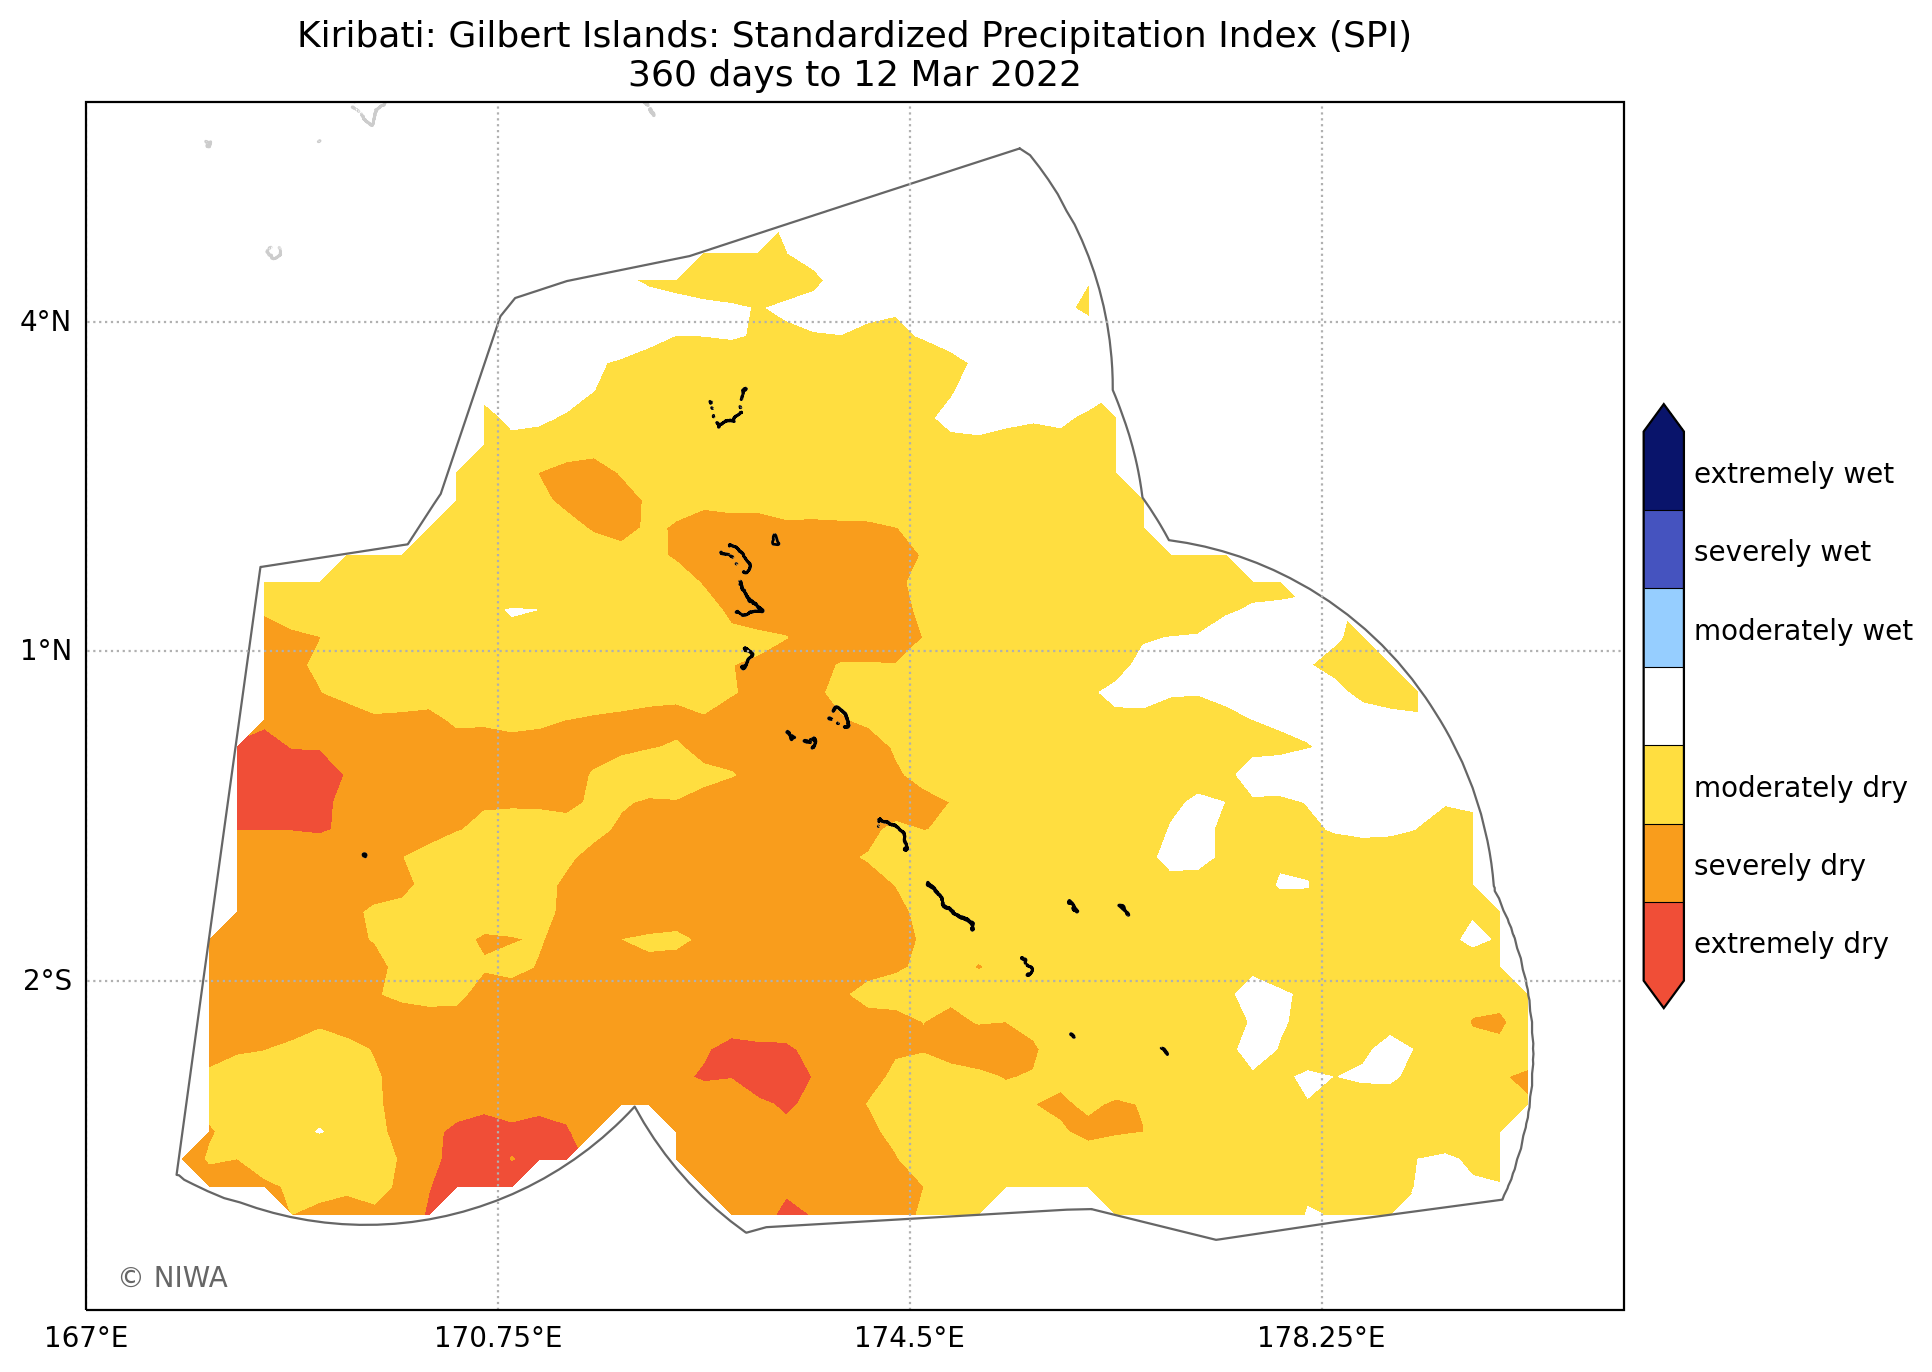 Kiribati: Gilbert Islands: Standardized Precipitation Index (SPI)
360 days to 12 Mar 2022
4°N
1°N
2°S
extremely wet
severely wet
moderately wet
moderately dry
severely dry
extremely dry
© NIWA
167°E 170.75°E 174.5°E 178.25°E